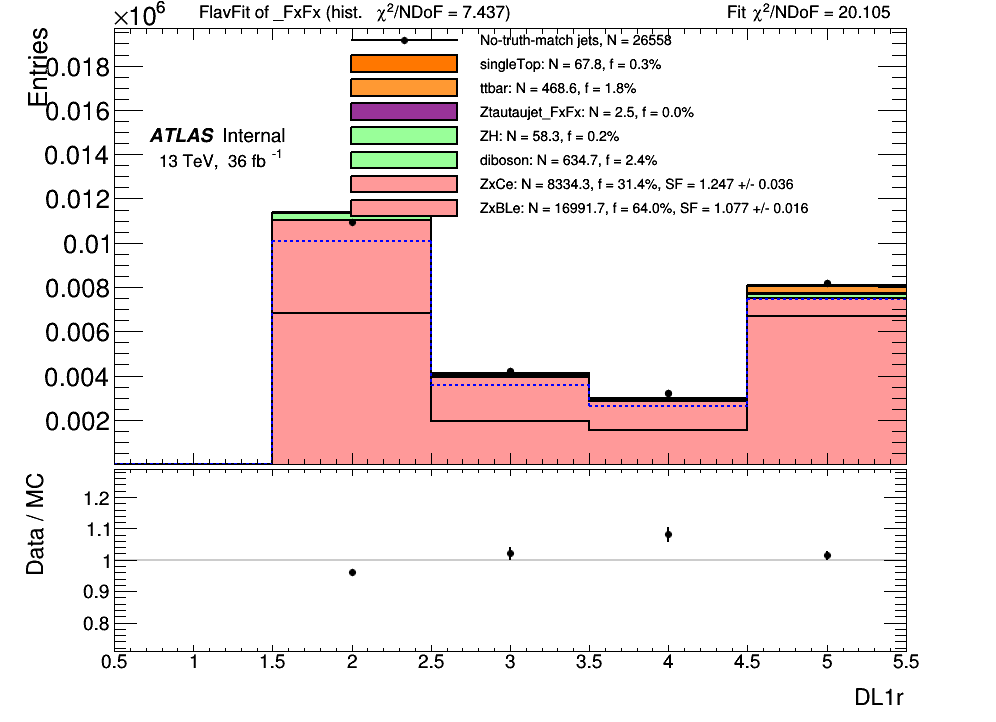 ×10⁶
FlavFit of _FxFx (hist. χ²/NDoF = 7.437)
Fit χ²/NDoF = 20.105
Entries
0.018
0.016
0.014
0.012
0.01
0.008
0.006
0.004
0.002
ATLAS Internal
13 TeV, 36 fb⁻¹
No-truth-match jets, N = 26558
singleTop: N = 67.8, f = 0.3%
ttbar: N = 468.6, f = 1.8%
Ztautaujet_FxFx: N = 2.5, f = 0.0%
ZH: N = 58.3, f = 0.2%
diboson: N = 634.7, f = 2.4%
ZxCe: N = 8334.3, f = 31.4%, SF = 1.247 +/- 0.036
ZxBLe: N = 16991.7, f = 64.0%, SF = 1.077 +/- 0.016
Data / MC
1.2
1.1
1
0.9
0.8
0.5 1 1.5 2 2.5 3 3.5 4 4.5 5 5.5
DL1r